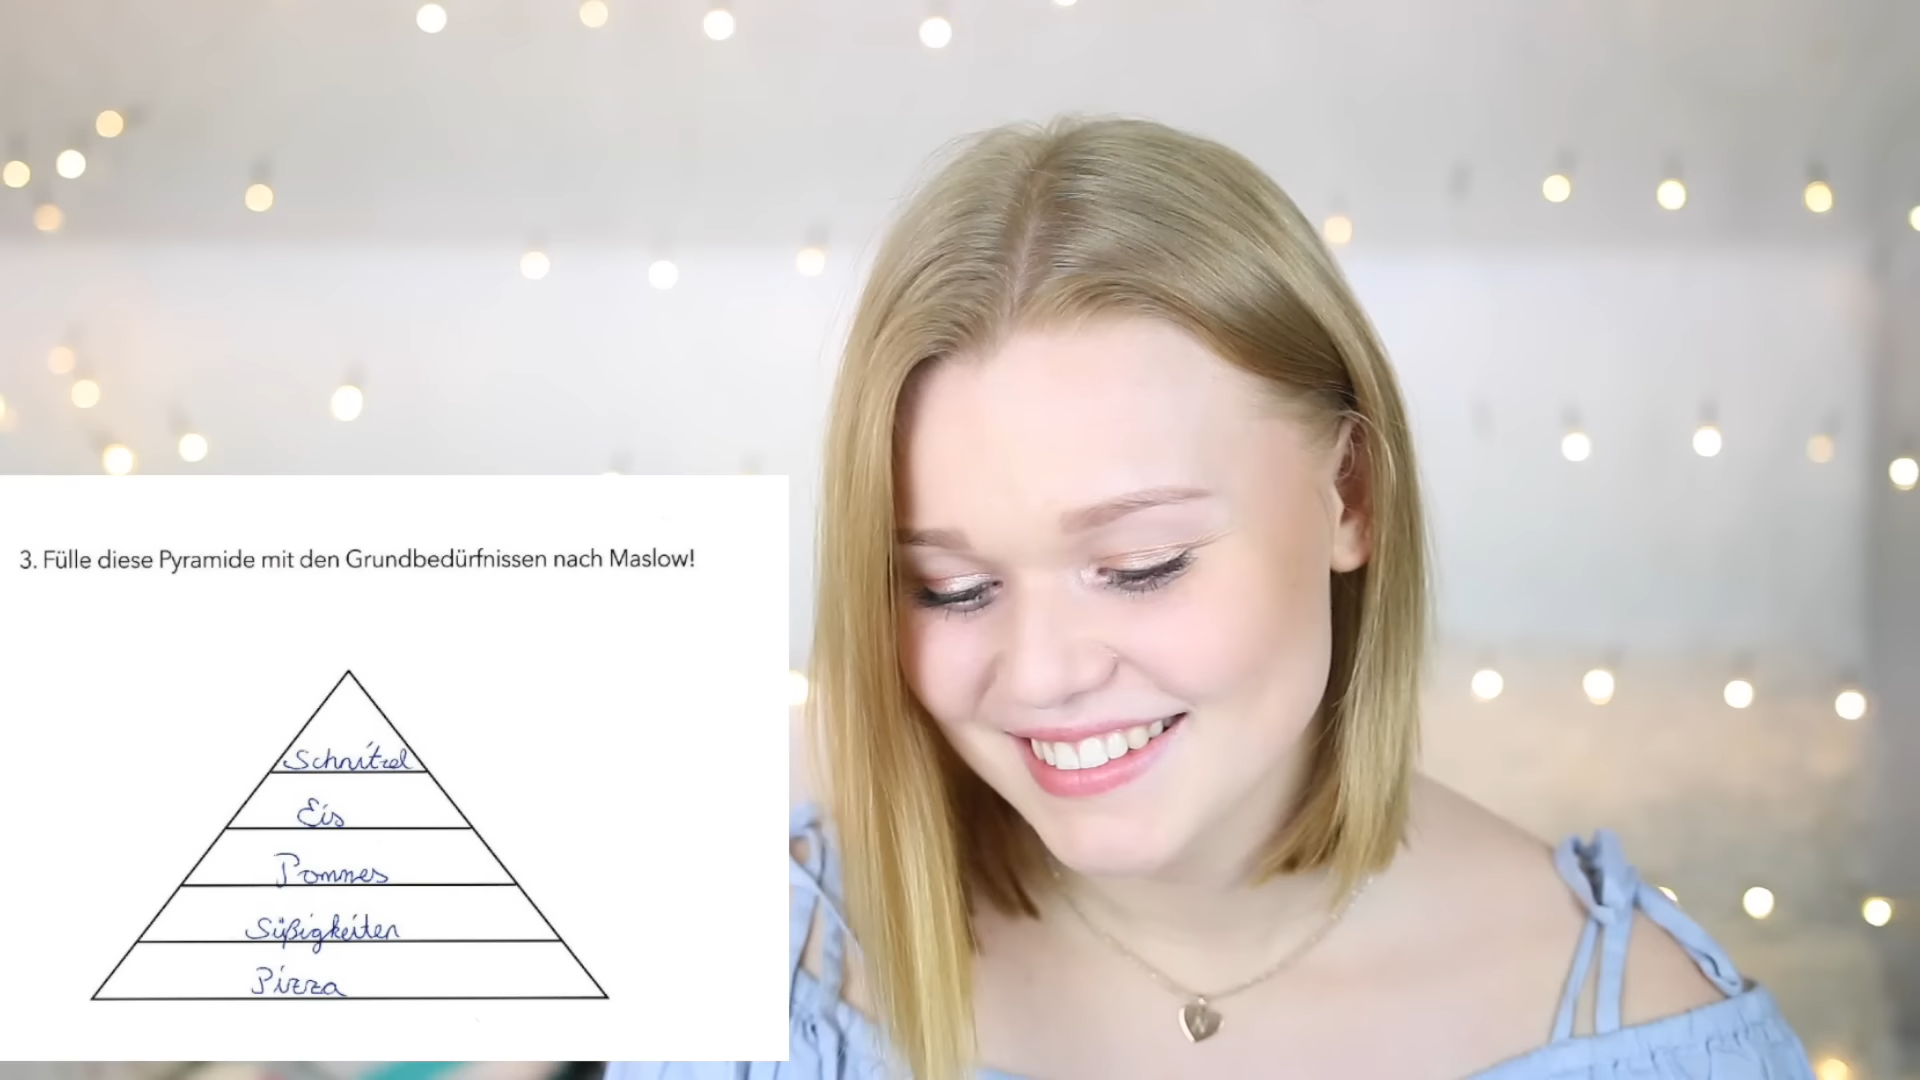 3. Fülle diese Pyramide mit den Grundbedürfnissen nach Maslow!
Schnitzel
Eis
Pommes
Süßigkeiten
Pizza